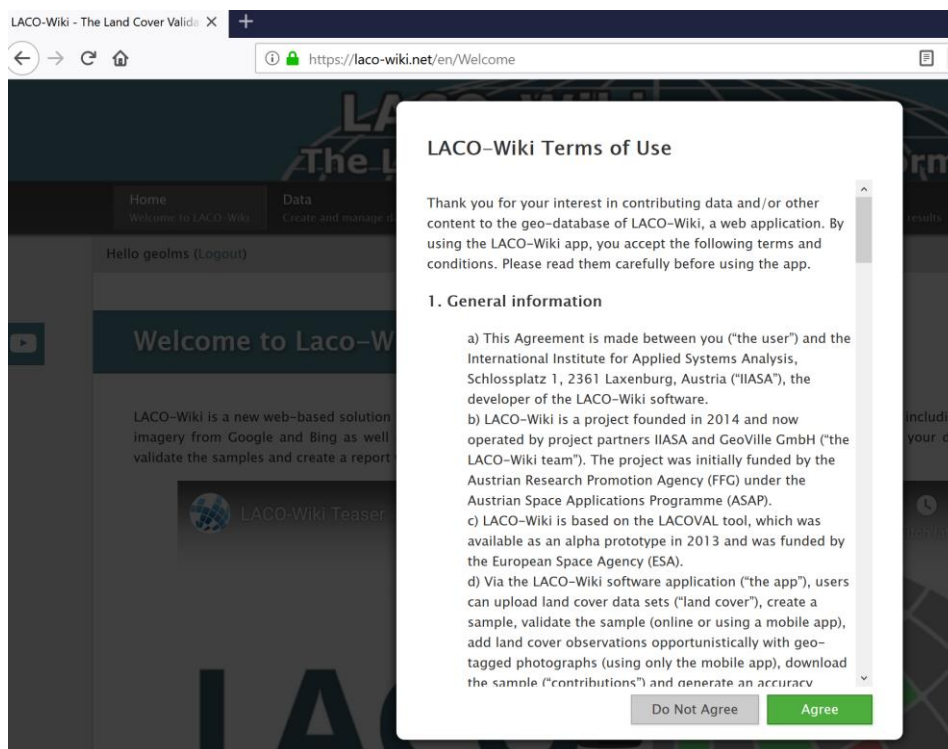 LACO-Wiki - The Land Cover Valida
https://laco-wiki.net/en/Welcome
LACO-Wiki
The L
Home
Welcome to LACO-Wiki
Data
Create and manage d
results
Hello geolms (Logout)
Welcome to Laco-W
LACO-Wiki is a new web-based solution
imagery from Google and Bing as well
validate the samples and create a report
LACO-Wiki Teaser
LACO
LACO-Wiki Terms of Use
Thank you for your interest in contributing data and/or other
content to the geo-database of LACO-Wiki, a web application. By
using the LACO-Wiki app, you accept the following terms and
conditions. Please read them carefully before using the app.
1. General information
a) This Agreement is made between you (“the user”) and the
International Institute for Applied Systems Analysis,
Schlossplatz 1, 2361 Laxenburg, Austria (“IIASA”), the
developer of the LACO-Wiki software.
b) LACO-Wiki is a project founded in 2014 and now
operated by project partners IIASA and GeoVille GmbH (“the
LACO-Wiki team”). The project was initially funded by the
Austrian Research Promotion Agency (FFG) under the
Austrian Space Applications Programme (ASAP).
c) LACO-Wiki is based on the LACOVAL tool, which was
available as an alpha prototype in 2013 and was funded by
the European Space Agency (ESA).
d) Via the LACO-Wiki software application (“the app”), users
can upload land cover data sets (“land cover”), create a
sample, validate the sample (online or using a mobile app),
add land cover observations opportunistically with geo-
tagged photographs (using only the mobile app), download
the sample (“contributions”) and generate an accuracy
Do Not Agree
Agree